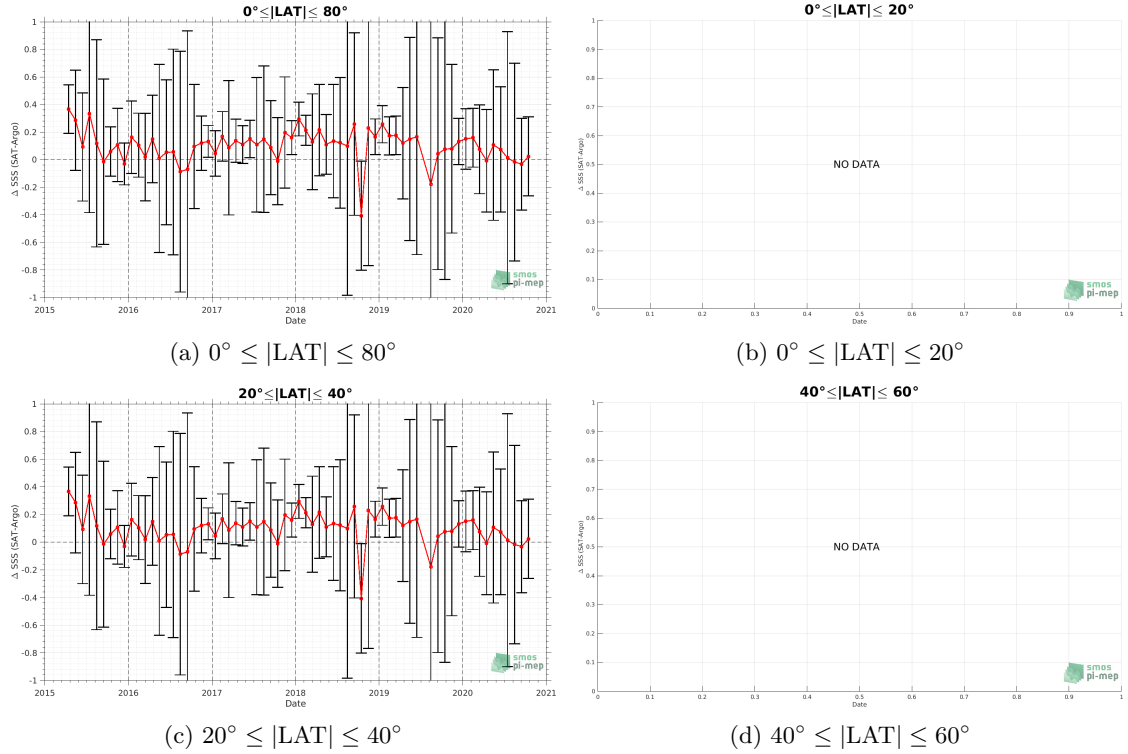 0°≤|LAT|≤ 80°
1
0.8
0.6
0.4
0.2
0
-0.2
-0.4
-0.6
-0.8
-1
Δ SSS (SAT-Argo)
2015 2016 2017 2018 2019 2020 2021
Date
smos
pi-mep
(a) 0° ≤ |LAT| ≤ 80°
0°≤|LAT|≤ 20°
1
0.9
0.8
0.7
0.6
0.5
0.4
0.3
0.2
0.1
0
Δ SSS (SAT-Argo)
NO DATA
0 0.1 0.2 0.3 0.4 0.5 0.6 0.7 0.8 0.9 1
Date
smos
pi-mep
(b) 0° ≤ |LAT| ≤ 20°
20°≤|LAT|≤ 40°
1
0.8
0.6
0.4
0.2
0
-0.2
-0.4
-0.6
-0.8
-1
Δ SSS (SAT-Argo)
2015 2016 2017 2018 2019 2020 2021
Date
smos
pi-mep
(c) 20° ≤ |LAT| ≤ 40°
40°≤|LAT|≤ 60°
1
0.9
0.8
0.7
0.6
0.5
0.4
0.3
0.2
0.1
0
Δ SSS (SAT-Argo)
NO DATA
0 0.1 0.2 0.3 0.4 0.5 0.6 0.7 0.8 0.9 1
Date
smos
pi-mep
(d) 40° ≤ |LAT| ≤ 60°